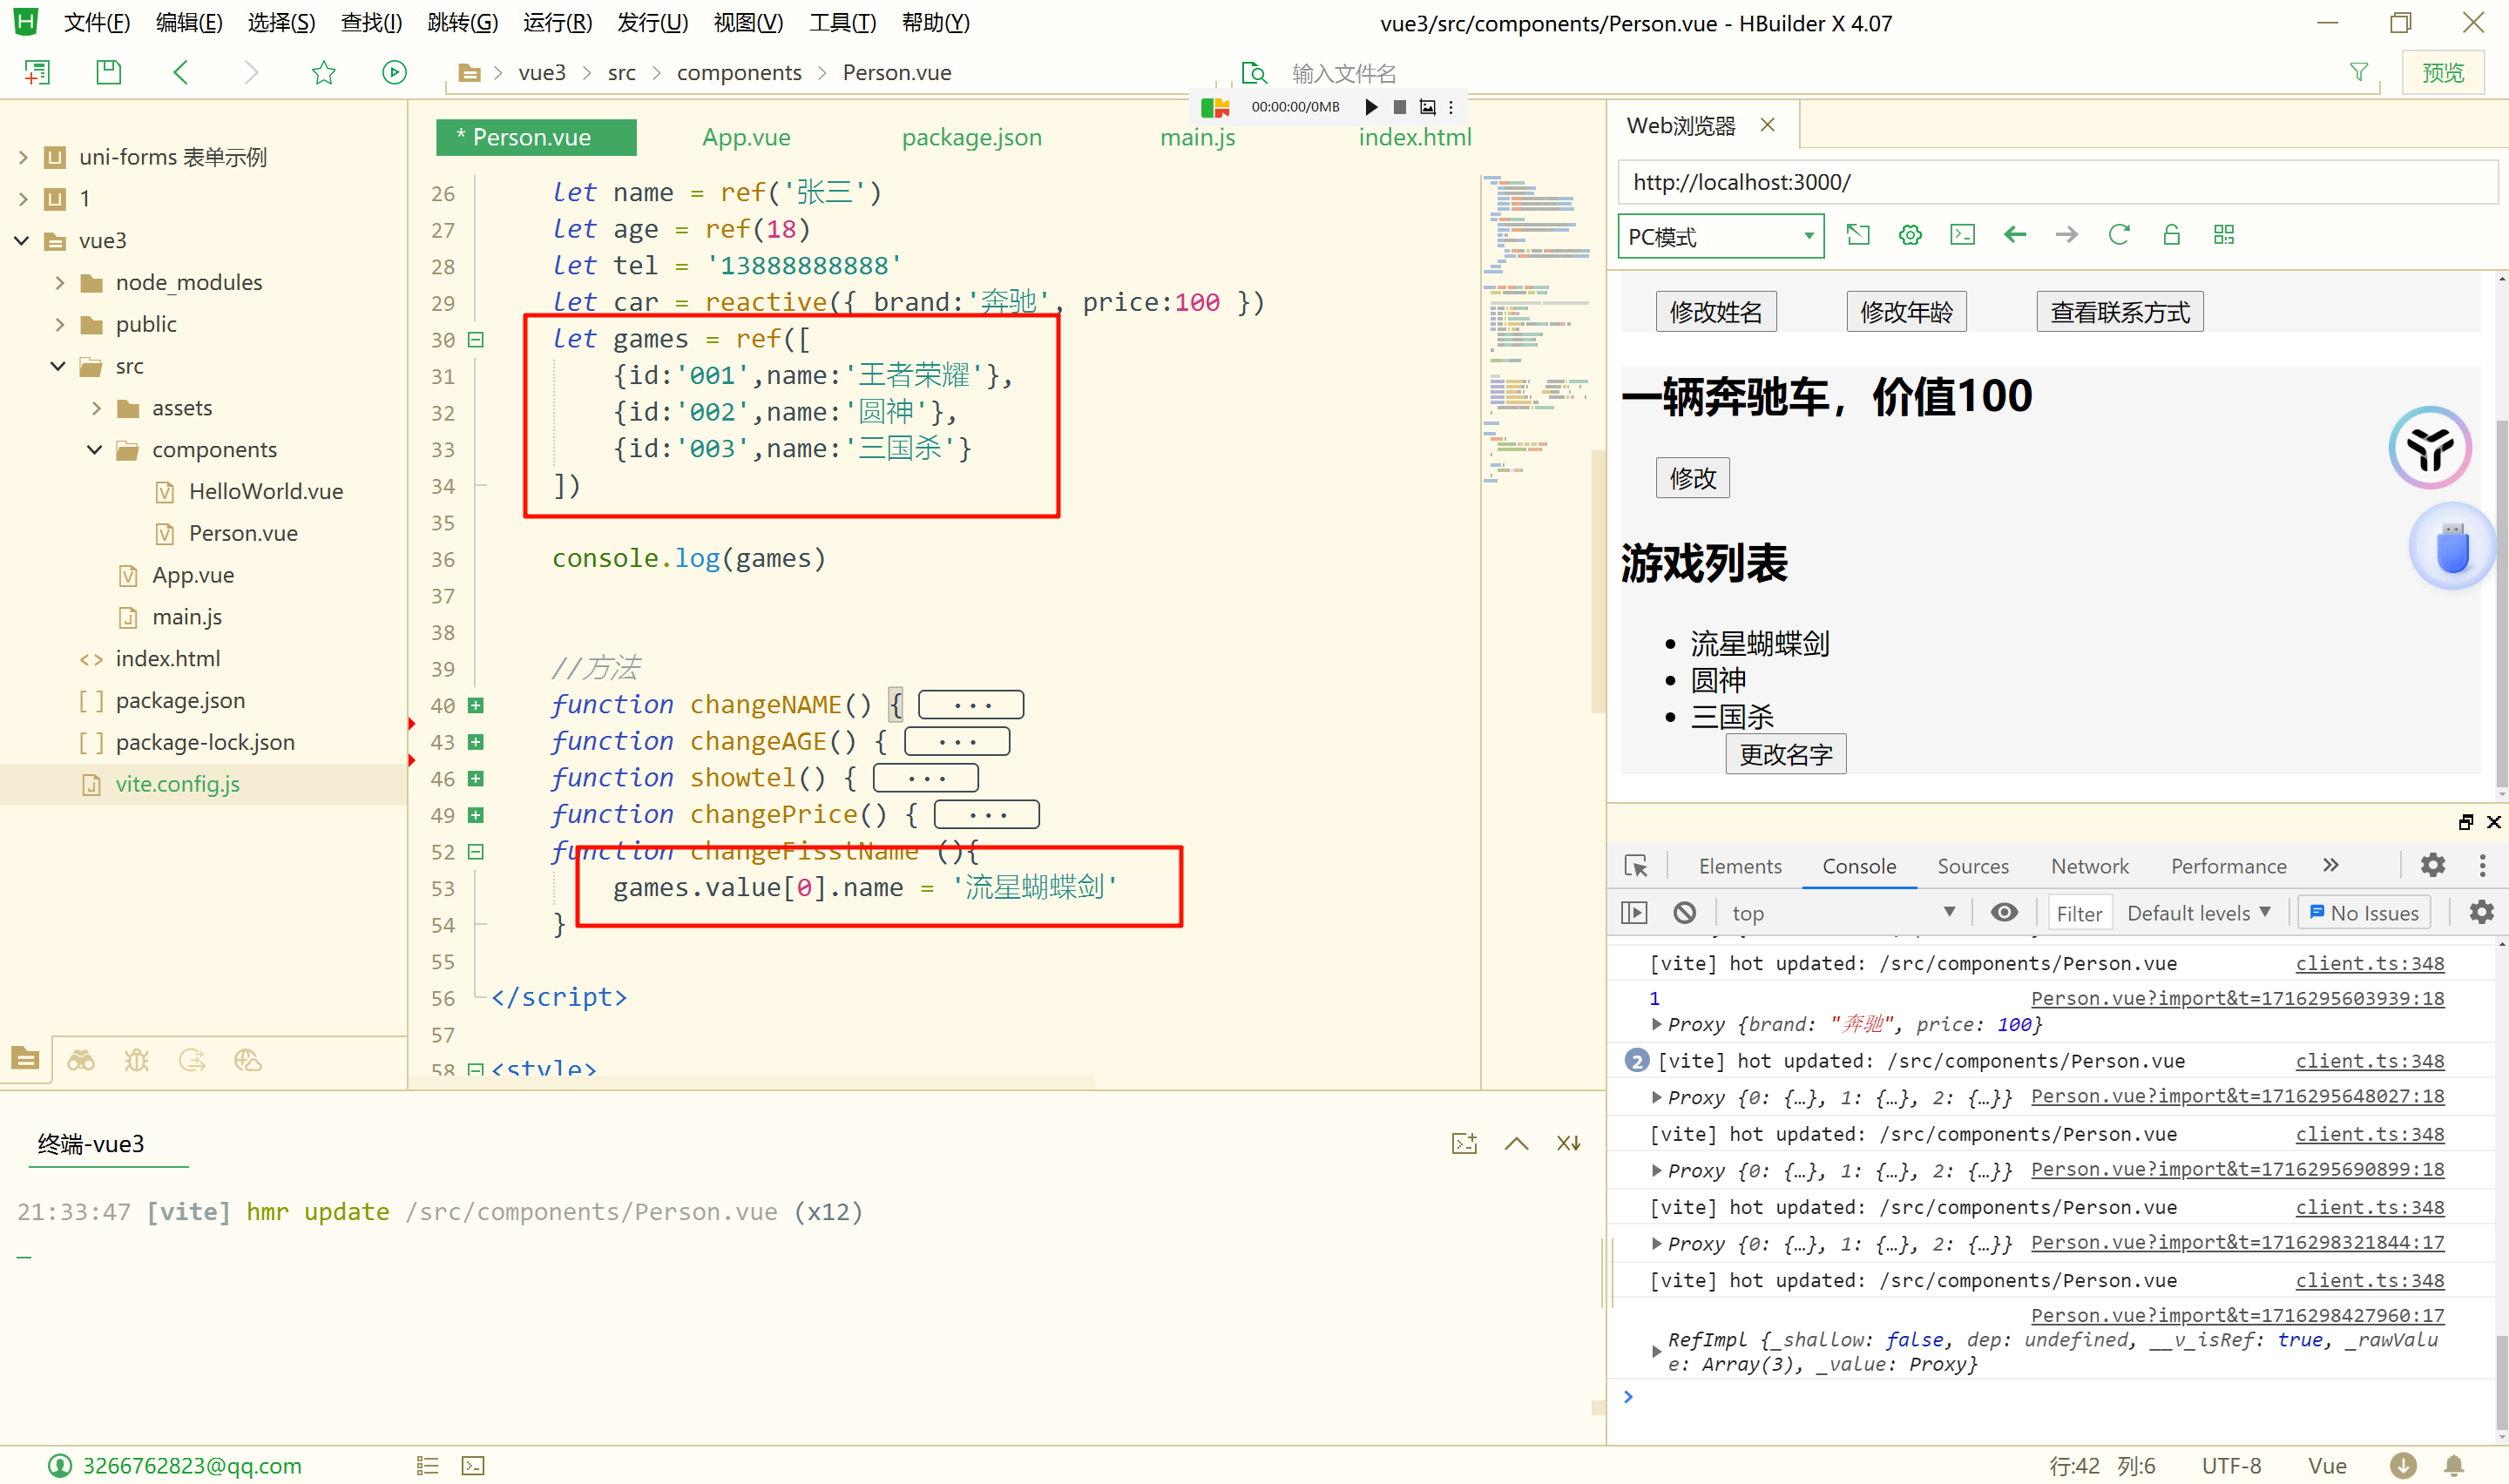 文件(F) 编辑(E) 选择(S) 查找(I) 跳转(G) 运行(R) 发行(U) 视图(V) 工具(T) 帮助(Y)
vue3/src/components/Person.vue - HBuilder X 4.07
vue3 src components Person.vue
输入文件名
预览
00:00:00/0MB
uni-forms 表单示例
1
vue3
node_modules
public
src
assets
components
HelloWorld.vue
Person.vue
App.vue
main.js
index.html
package.json
package-lock.json
vite.config.js
* Person.vue App.vue package.json main.js index.html
26 let name = ref('张三')
27 let age = ref(18)
28 let tel = '13888888888'
29 let car = reactive({ brand:'奔驰', price:100 })
30 let games = ref([
31 {id:'001',name:'王者荣耀'},
32 {id:'002',name:'圆神'},
33 {id:'003',name:'三国杀'}
34 ])
35
36 console.log(games)
37
38
39 //方法
40 function changeNAME() { ...
43 function changeAGE() { ...
46 function showtel() { ...
49 function changePrice() { ...
52 function changeFisstName (){
53 games.value[0].name = '流星蝴蝶剑'
54 }
55
56 </script>
57
58 <style>
Web浏览器
http://localhost:3000/
PC模式
修改姓名 修改年龄 查看联系方式
一辆奔驰车，价值100
修改
游戏列表
流星蝴蝶剑
圆神
三国杀
更改名字
Elements Console Sources Network Performance
top Filter Default levels No Issues
[vite] hot updated: /src/components/Person.vue client.ts:348
1 Person.vue?import&t=1716295603939:18
Proxy {brand: "奔驰", price: 100}
2 [vite] hot updated: /src/components/Person.vue client.ts:348
Proxy {0: {…}, 1: {…}, 2: {…}} Person.vue?import&t=1716295648027:18
[vite] hot updated: /src/components/Person.vue client.ts:348
Proxy {0: {…}, 1: {…}, 2: {…}} Person.vue?import&t=1716295690899:18
[vite] hot updated: /src/components/Person.vue client.ts:348
Proxy {0: {…}, 1: {…}, 2: {…}} Person.vue?import&t=1716298321844:17
[vite] hot updated: /src/components/Person.vue client.ts:348
Person.vue?import&t=1716298427960:17
RefImpl {_shallow: false, dep: undefined, __v_isRef: true, _rawValu
e: Array(3), _value: Proxy}
终端-vue3
21:33:47 [vite] hmr update /src/components/Person.vue (x12)
3266762823@qq.com
行:42 列:6 UTF-8 Vue